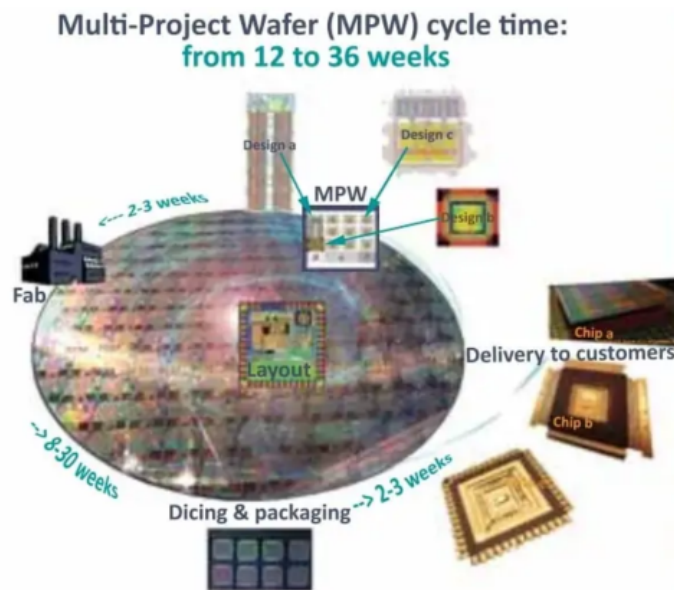 Multi-Project Wafer (MPW) cycle time:
from 12 to 36 weeks
Design a
Design c
MPW
Design b
<--- 2-3 weeks
Fab
Layout
Chip a
Delivery to customers
Chip b
--> 8-30 weeks
--> 2-3 weeks
Dicing & packaging